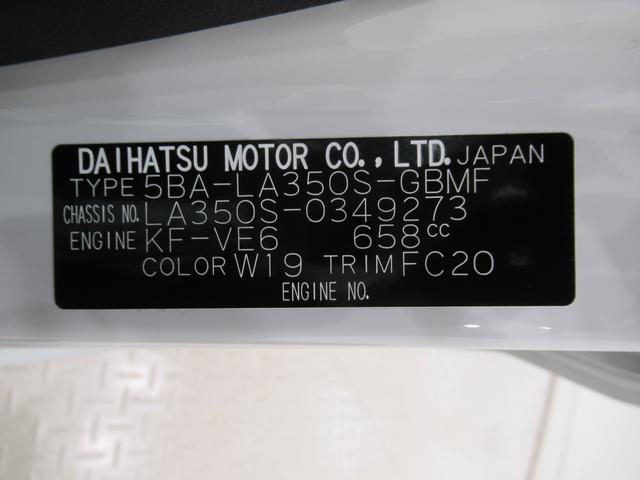 DAIHATSU MOTOR CO., LTD. JAPAN
TYPE 5BA-LA350S-GBMF
CHASSIS NO. LA350S-0349273
ENGINE KF-VE6 658cc
COLOR W19 TRIM FC20
ENGINE NO.